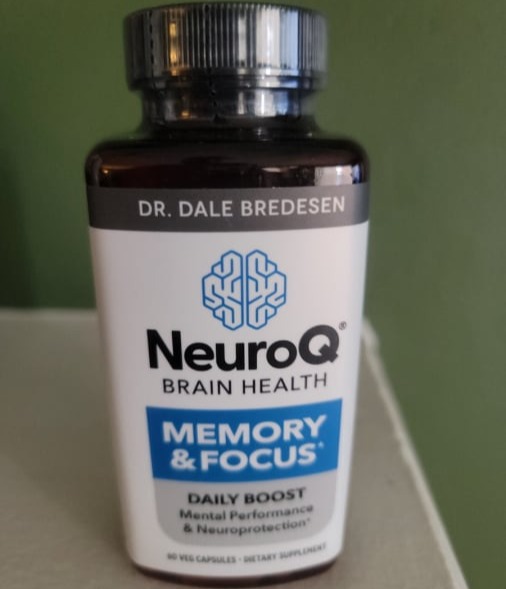 DR. DALE BREDESEN
NeuroQ®
BRAIN HEALTH
MEMORY
& FOCUS*
DAILY BOOST
Mental Performance
& Neuroprotection*
60 VEG CAPSULES • DIETARY SUPPLEMENT